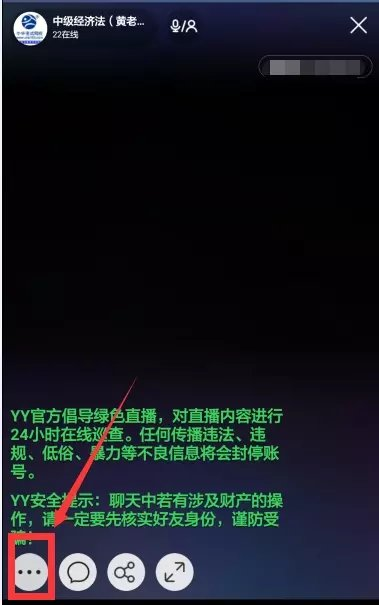 中级经济法（黄老...
22在线
YY官方倡导绿色直播，对直播内容进行
24小时在线巡查。任何传播违法、违
规、低俗、暴力等不良信息将会封停账
号。
YY安全提示：聊天中若有涉及财产的操
作，请一定要先核实好友身份，谨防受
骗！